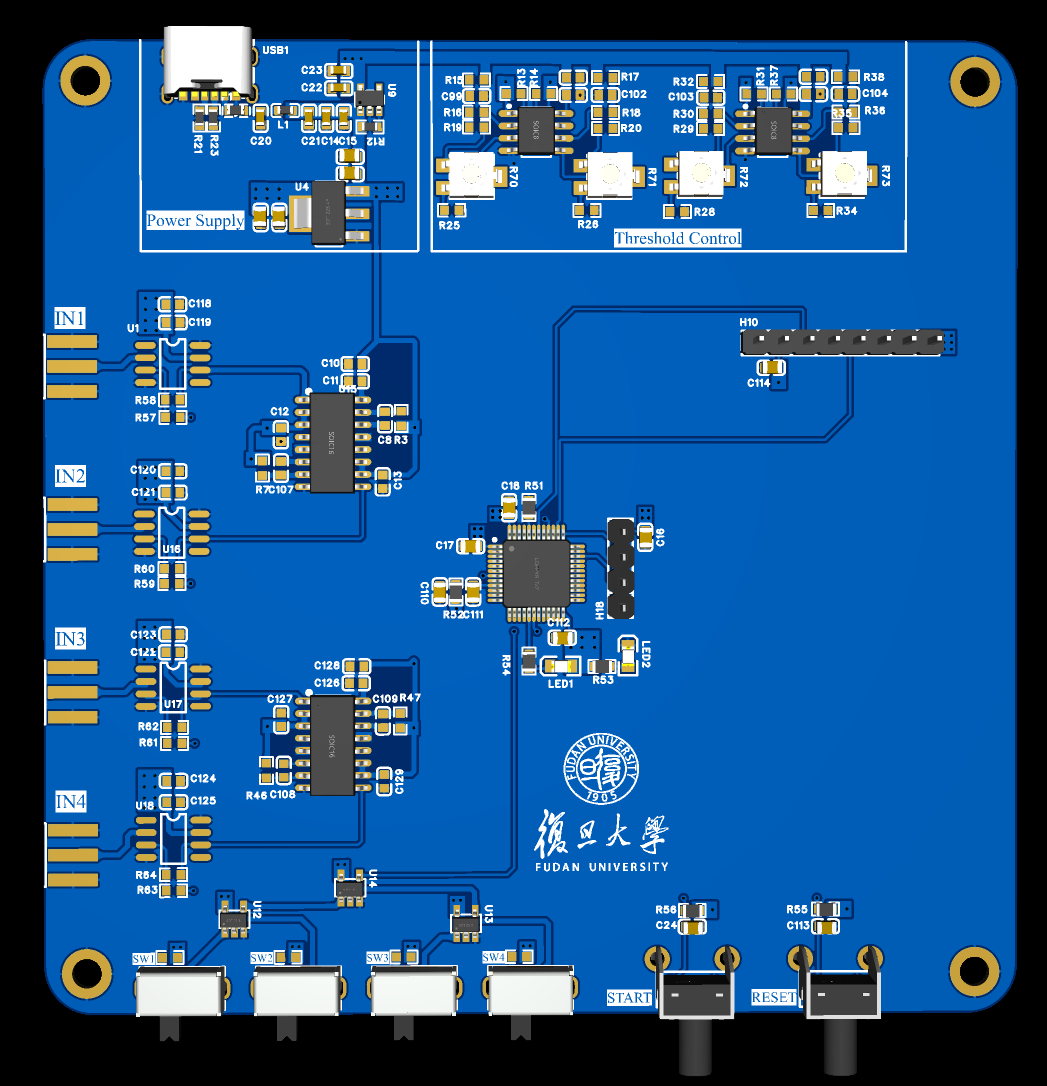 USB1
C23
C22
U9
R21
R23
C20
L1
C21
C14
C15
R12
U4
Power Supply
R15
R13
R14
R17
C99
C102
R16
R18
R19
R20
SOIC8
R70
R71
R25
R26
R32
R31
R37
R38
C103
C104
R30
R35
R36
R29
SOIC8
R72
R73
R28
R34
Threshold Control
IN1
C118
U1
C119
R58
R57
C10
C11
C12
SOIC16
C8
R3
R7
C107
C13
H10
C114
IN2
C120
C121
U16
R60
R59
C18
R51
C17
C16
C110
R52
C111
H18
C112
R54
LED1
R53
LED2
IN3
C123
U17
R62
R61
C128
C126
C127
C109
R47
SOIC16
R46
C108
C129
IN4
C124
U18
C125
R64
R63
FUDAN UNIVERSITY
1905
復旦大學
FUDAN UNIVERSITY
U14
U12
U13
R56
C24
R55
C113
SW1
SW2
SW3
SW4
START
RESET